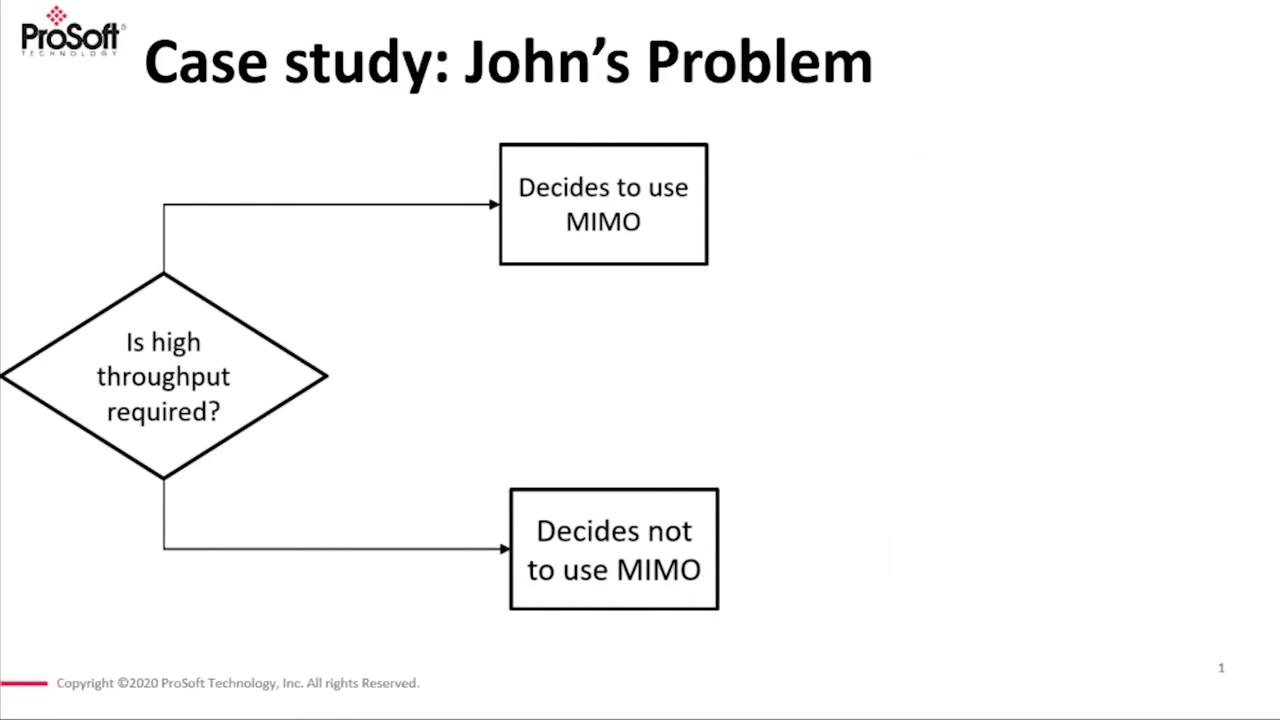 ProSoft
TECHNOLOGY
Case study: John's Problem
Decides to use
MIMO
Is high
throughput
required?
Decides not
to use MIMO
Copyright ©2020 ProSoft Technology, Inc. All rights Reserved.
1